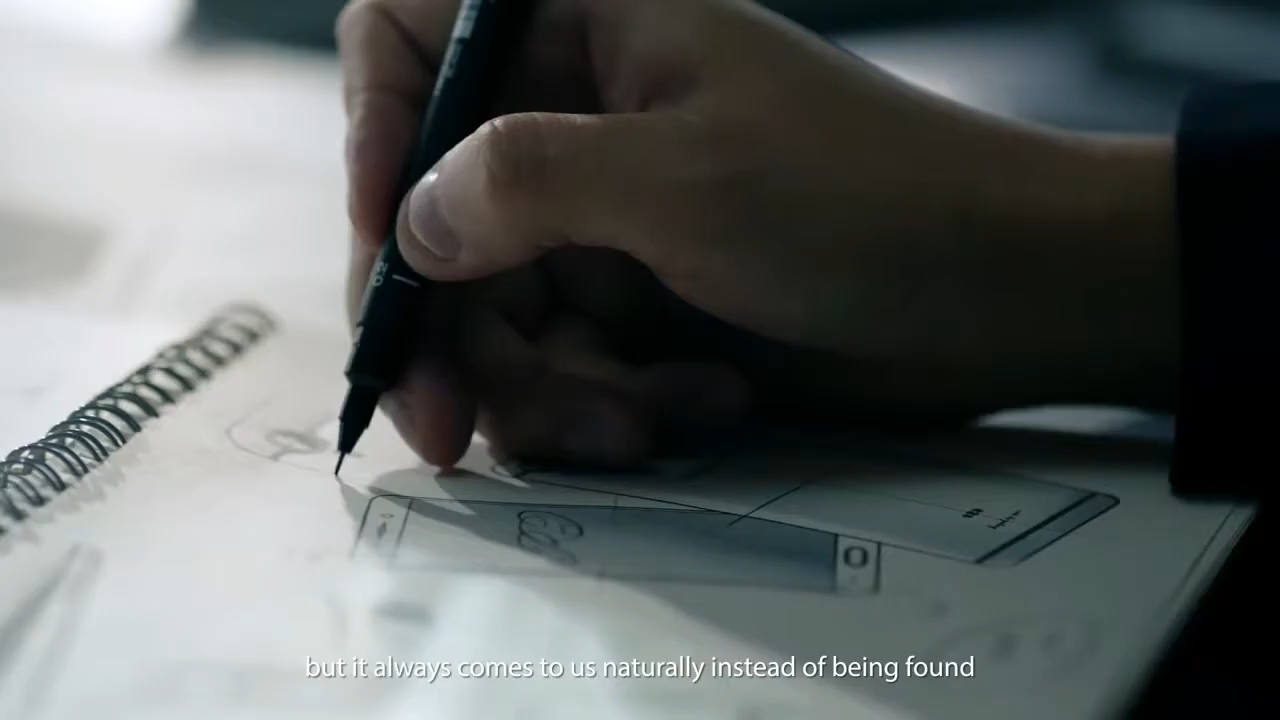 but it always comes to us naturally instead of being found